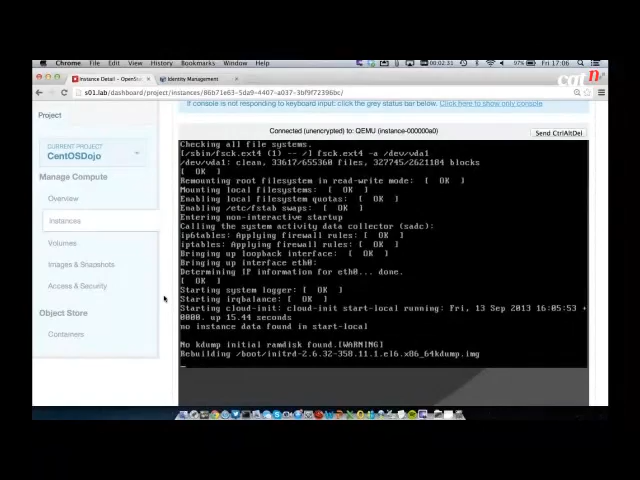 Chrome File Edit View History Bookmarks Window Help
00:02:31 97% Fri 17:06
cat n
Instance Detail – OpenSt Identity Management
s01.lab/dashboard/project/instances/86b71e63-5da9-4407-a037-3bf9f72396bc/
If console is not responding to keyboard input: click the grey status bar below. Click here to show only console
Project
CURRENT PROJECT
CentOSDojo
Manage Compute
Overview
Instances
Volumes
Images & Snapshots
Access & Security
Object Store
Containers
Connected (unencrypted) to: QEMU (instance-000000a0)
Send CtrlAltDel
Checking all file systems.
[/sbin/fsck.ext4 (1) -- /] fsck.ext4 -a /dev/vda1
/dev/vda1: clean, 33617/655360 files, 327745/2621184 blocks
[ OK ]
Remounting root filesystem in read-write mode: [ OK ]
Mounting local filesystems: [ OK ]
Enabling local filesystem quotas: [ OK ]
Enabling /etc/fstab swaps: [ OK ]
Entering non-interactive startup
Calling the system activity data collector (sadc):
ip6tables: Applying firewall rules: [ OK ]
iptables: Applying firewall rules: [ OK ]
Bringing up loopback interface: [ OK ]
Bringing up interface eth0:
Determining IP information for eth0... done.
[ OK ]
Starting system logger: [ OK ]
Starting irqbalance: [ OK ]
Starting cloud-init: cloud-init start-local running: Fri, 13 Sep 2013 16:05:53 +
0000. up 15.44 seconds
no instance data found in start-local
No kdump initial ramdisk found.[WARNING]
Rebuilding /boot/initrd-2.6.32-358.11.1.el6.x86_64kdump.img